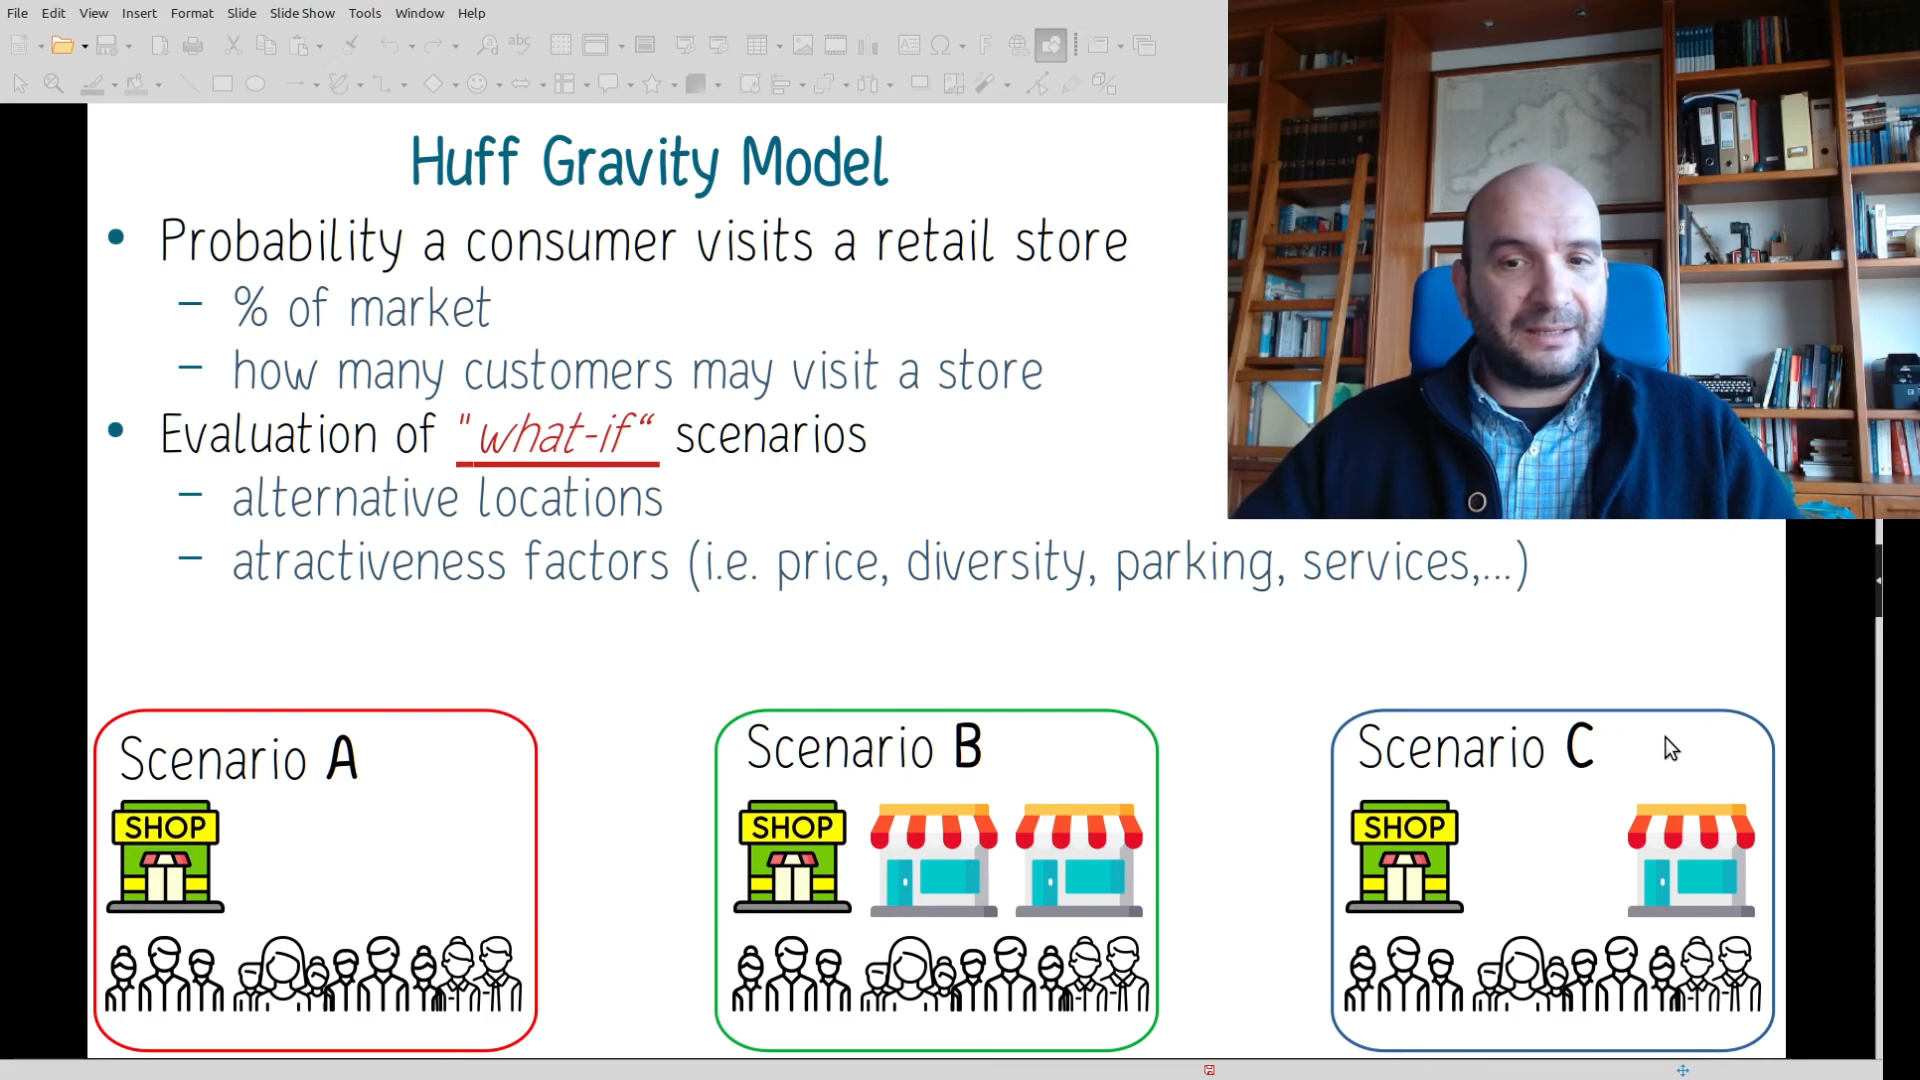 File Edit View Insert Format Slide Slide Show Tools Window Help
Huff Gravity Model
• Probability a consumer visits a retail store
– % of market
– how many customers may visit a store
• Evaluation of "what-if“ scenarios
– alternative locations
– atractiveness factors (i.e. price, diversity, parking, services,...)
Scenario A
SHOP
Scenario B
SHOP
Scenario C
SHOP